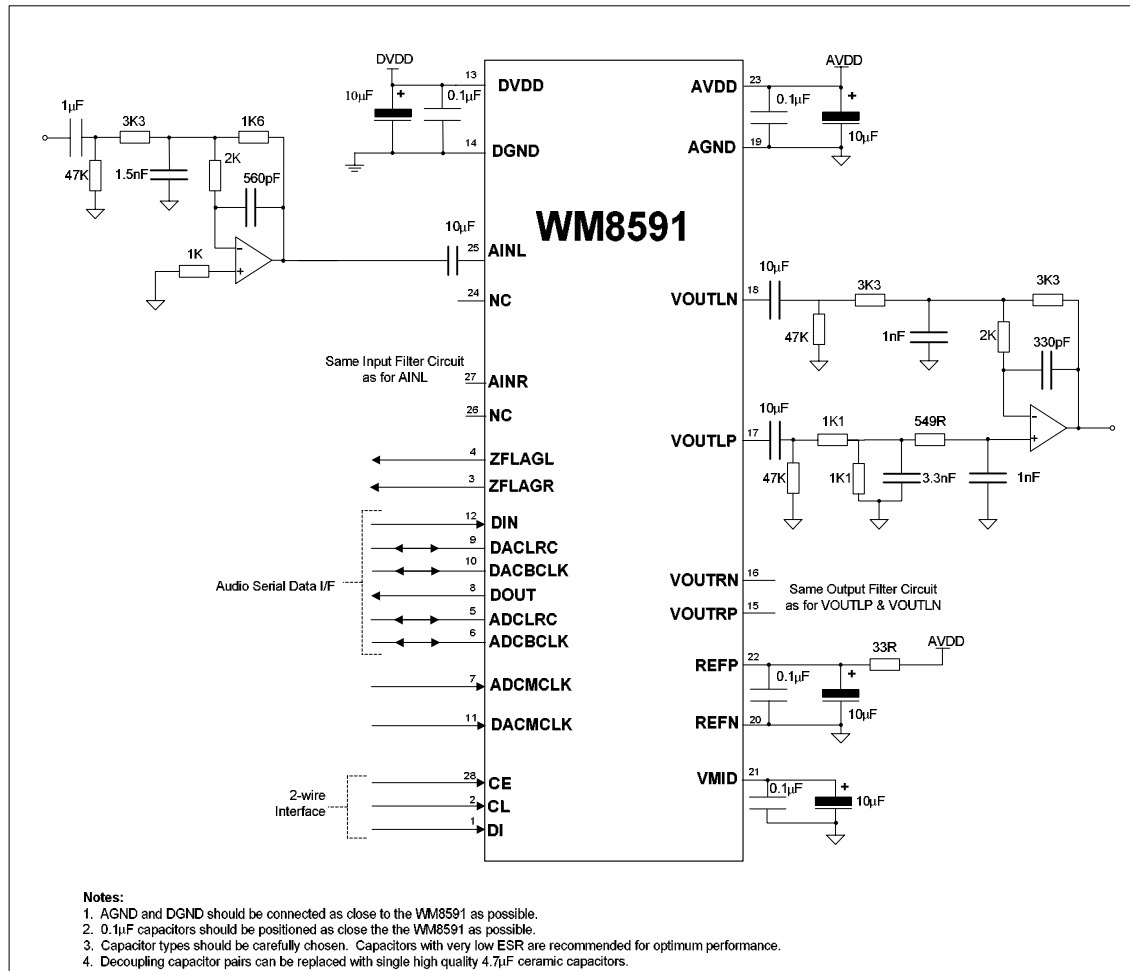 WM8591
DVDD
13
DVDD
10µF
+
0.1µF
14
DGND
1µF
3K3
1K6
47K
1.5nF
2K
560pF
1K
-
+
10µF
25
AINL
24
NC
Same Input Filter Circuit
as for AINL
27
AINR
26
NC
4
ZFLAGL
3
ZFLAGR
Audio Serial Data I/F
12
DIN
9
DACLRC
10
DACBCLK
8
DOUT
5
ADCLRC
6
ADCBCLK
7
ADCMCLK
11
DACMCLK
2-wire
Interface
28
CE
2
CL
1
DI
AVDD
23
AVDD
0.1µF
+
10µF
19
AGND
VOUTLN
18
10µF
3K3
3K3
47K
1nF
2K
330pF
-
+
VOUTLP
17
10µF
1K1
549R
47K
1K1
3.3nF
1nF
VOUTRN
16
VOUTRP
15
Same Output Filter Circuit
as for VOUTLP & VOUTLN
REFP
22
33R
AVDD
0.1µF
+
10µF
REFN
20
VMID
21
0.1µF
+
10µF
Notes:
1. AGND and DGND should be connected as close to the WM8591 as possible.
2. 0.1µF capacitors should be positioned as close the the WM8591 as possible.
3. Capacitor types should be carefully chosen. Capacitors with very low ESR are recommended for optimum performance.
4. Decoupling capacitor pairs can be replaced with single high quality 4.7µF ceramic capacitors.